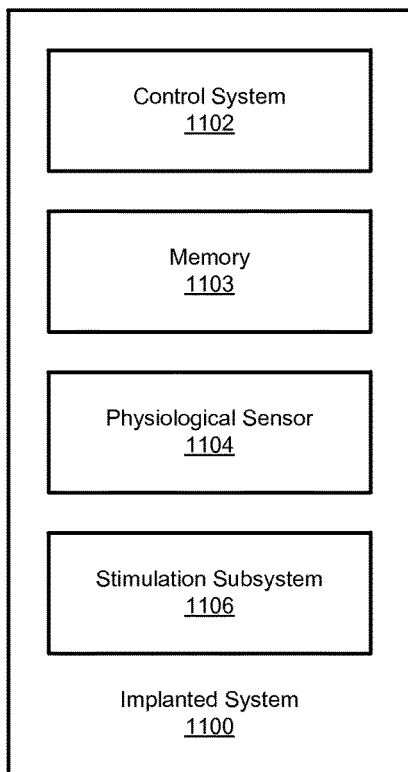 Control System
1102
Memory
1103
Physiological Sensor
1104
Stimulation Subsystem
1106
Implanted System
1100